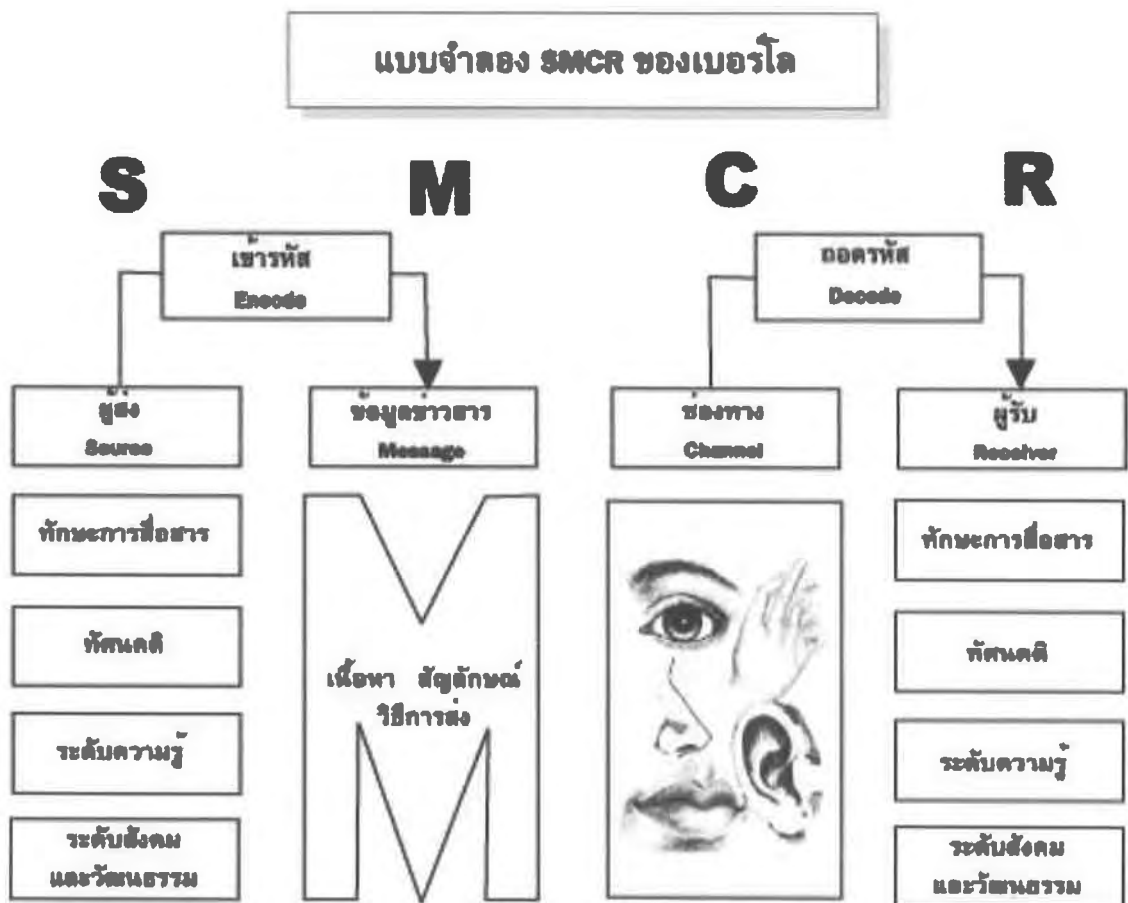 แบบจำลอง SMCR ของเบอร์โล
S
M
C
R
เข้ารหัส
Encode
ถอดรหัส
Decode
ผู้ส่ง
Source
ข้อมูลข่าวสาร
Message
ช่องทาง
Channel
ผู้รับ
Receiver
ทักษะการสื่อสาร
ทัศนคติ
ระดับความรู้
ระดับสังคม
และวัฒนธรรม
เนื้อหา สัญลักษณ์
วิธีการส่ง
ทักษะการสื่อสาร
ทัศนคติ
ระดับความรู้
ระดับสังคม
และวัฒนธรรม